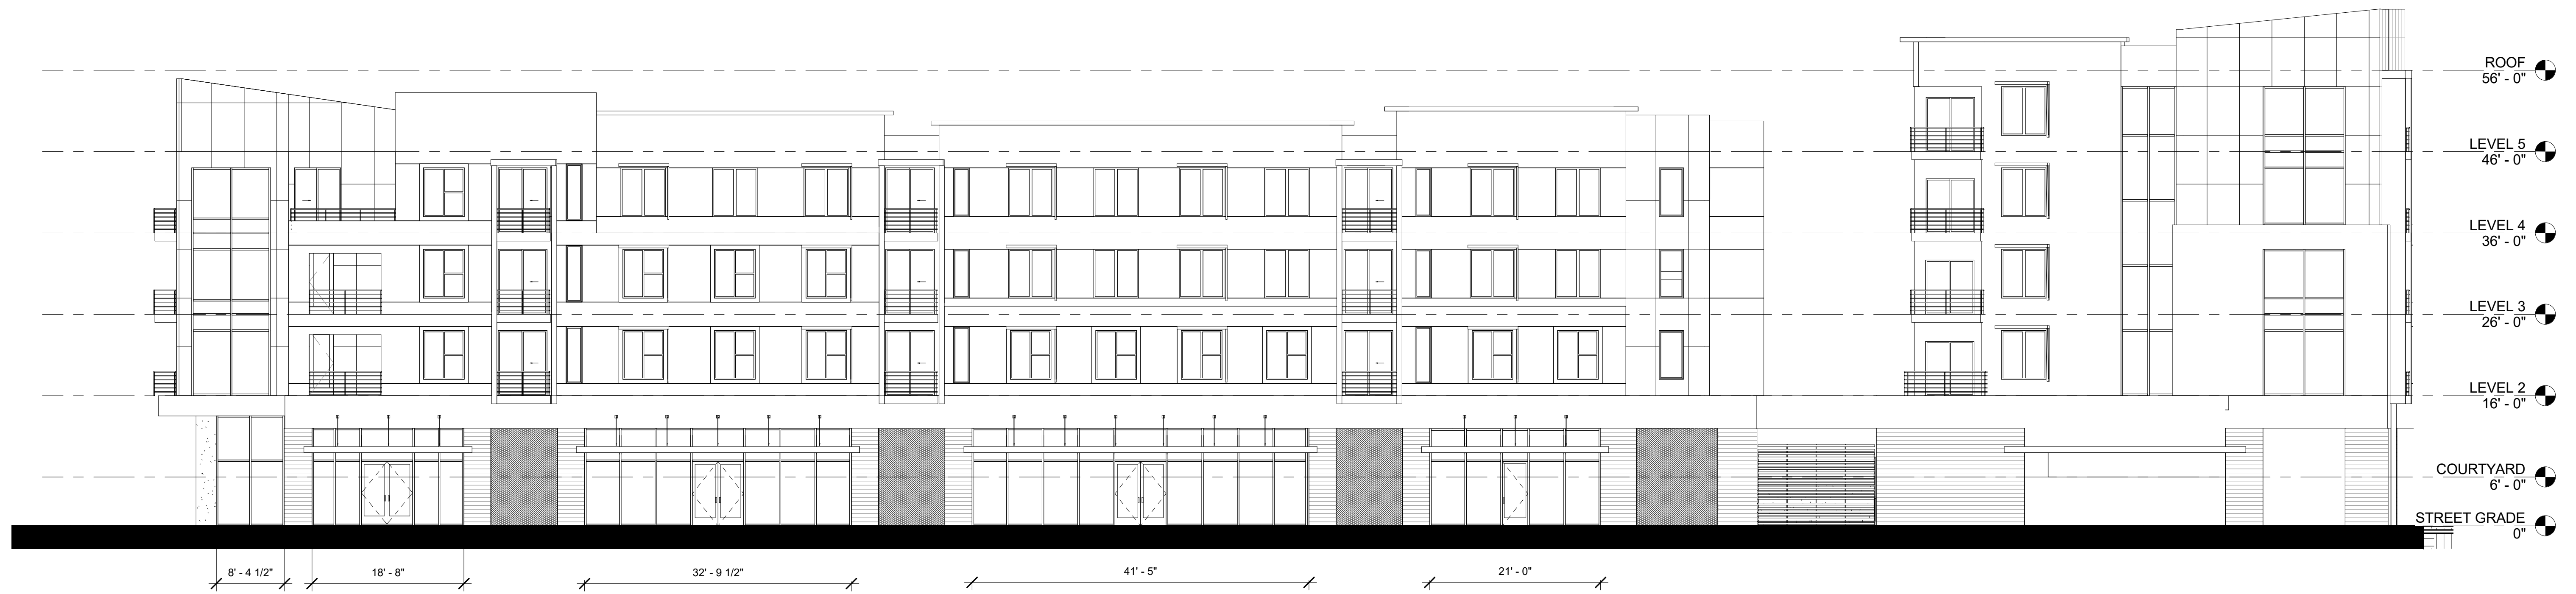 ROOF
56' - 0"
LEVEL 5
46' - 0"
LEVEL 4
36' - 0"
LEVEL 3
26' - 0"
LEVEL 2
16' - 0"
COURTYARD
6' - 0"
STREET GRADE
0"
8' - 4 1/2"
18' - 8"
32' - 9 1/2"
41' - 5"
21' - 0"